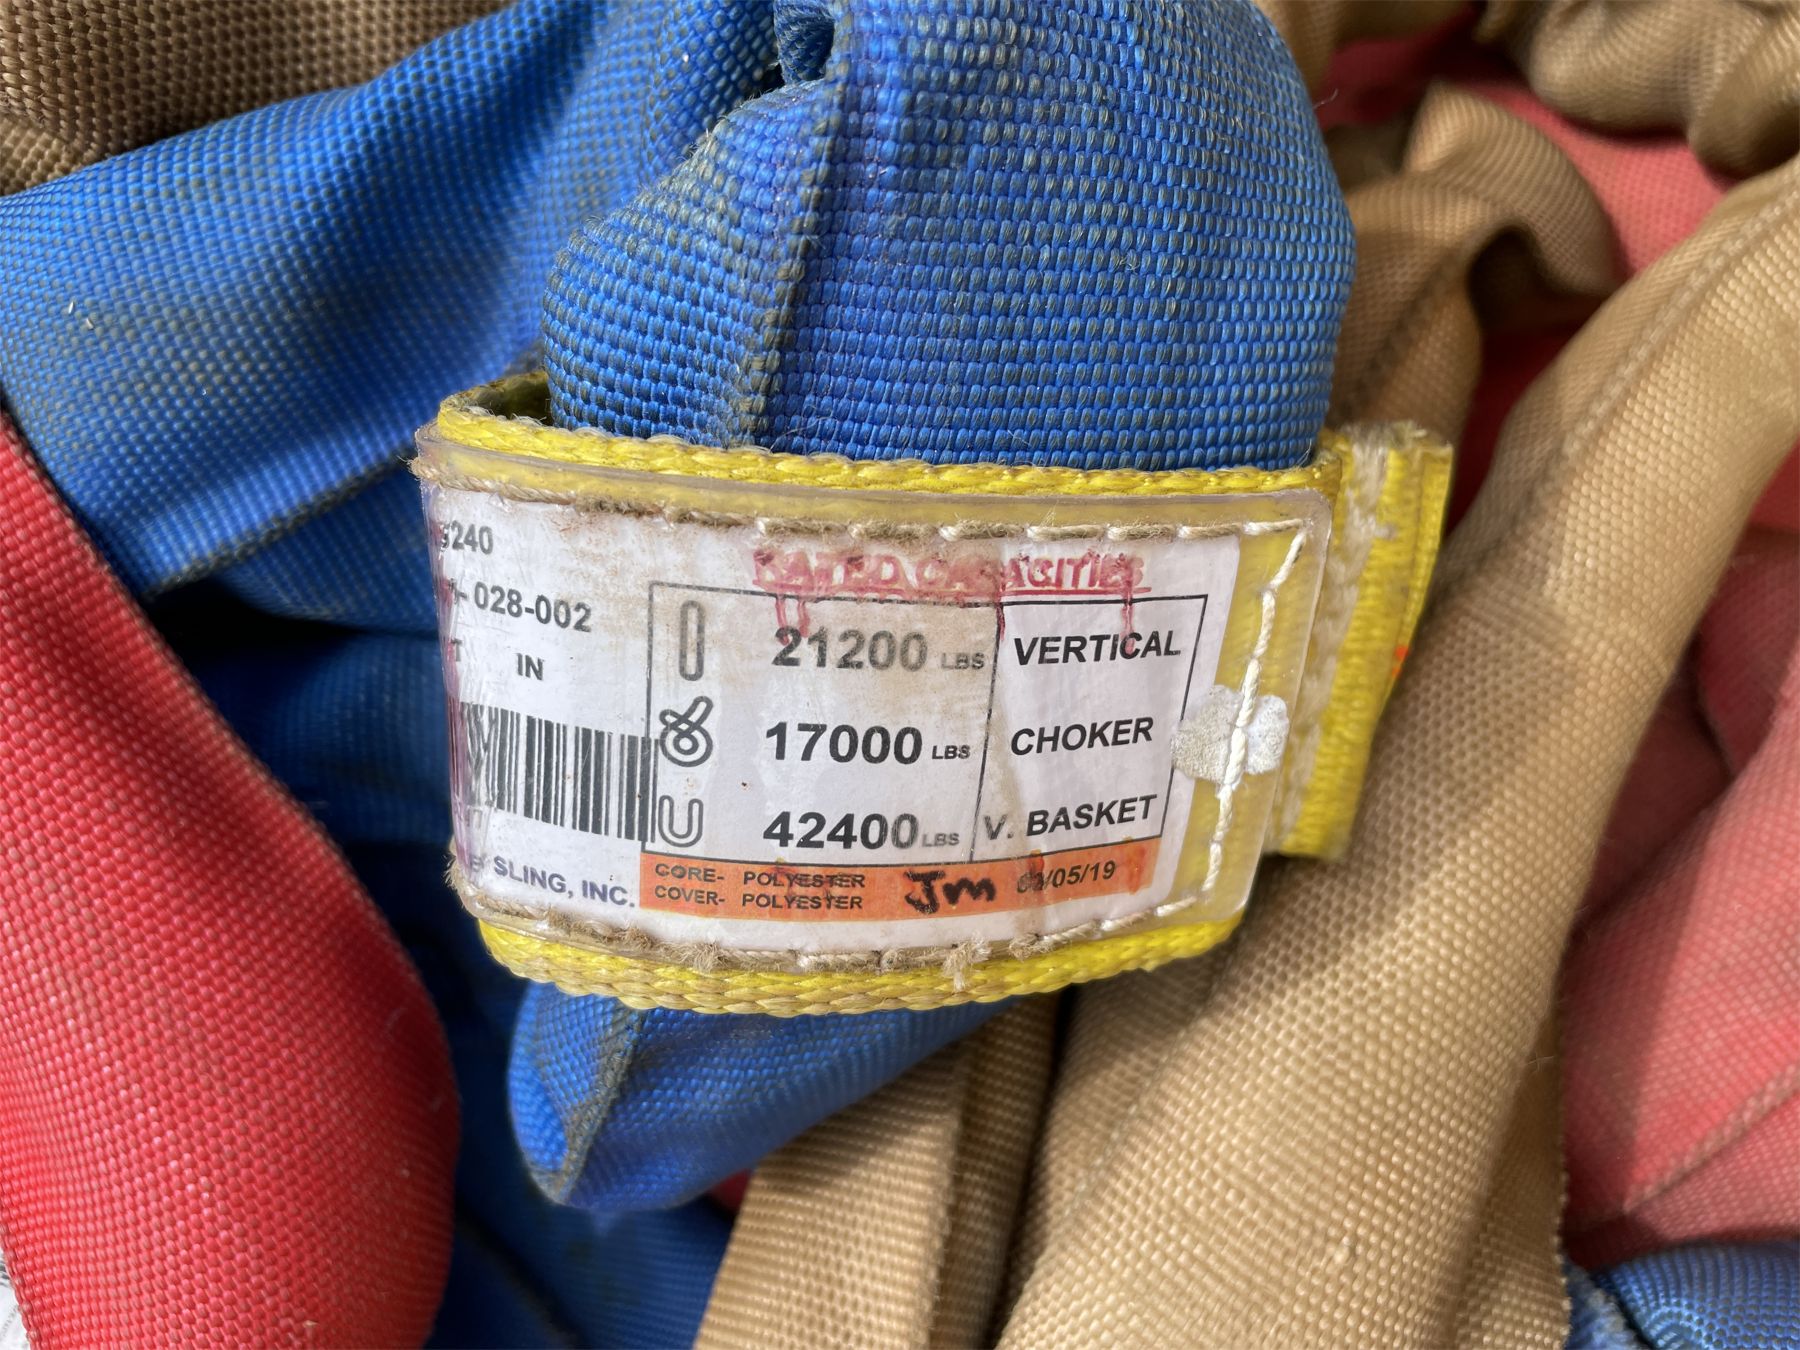 240
028-002
IN
SLING, INC.
RATED CAPACITIES
21200 LBS VERTICAL
17000 LBS CHOKER
42400 LBS V. BASKET
CORE- POLYESTER
COVER- POLYESTER
Jm
/05/19